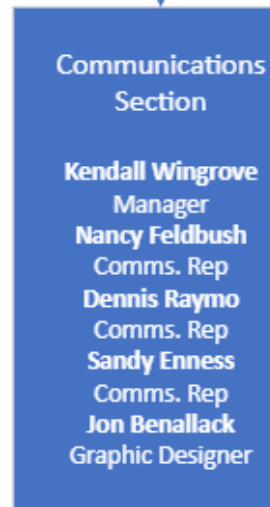 Communications
Section
Kendall Wingrove
Manager
Nancy Feldbush
Comms. Rep
Dennis Raymo
Comms. Rep
Sandy Enness
Comms. Rep
Jon Benallack
Graphic Designer